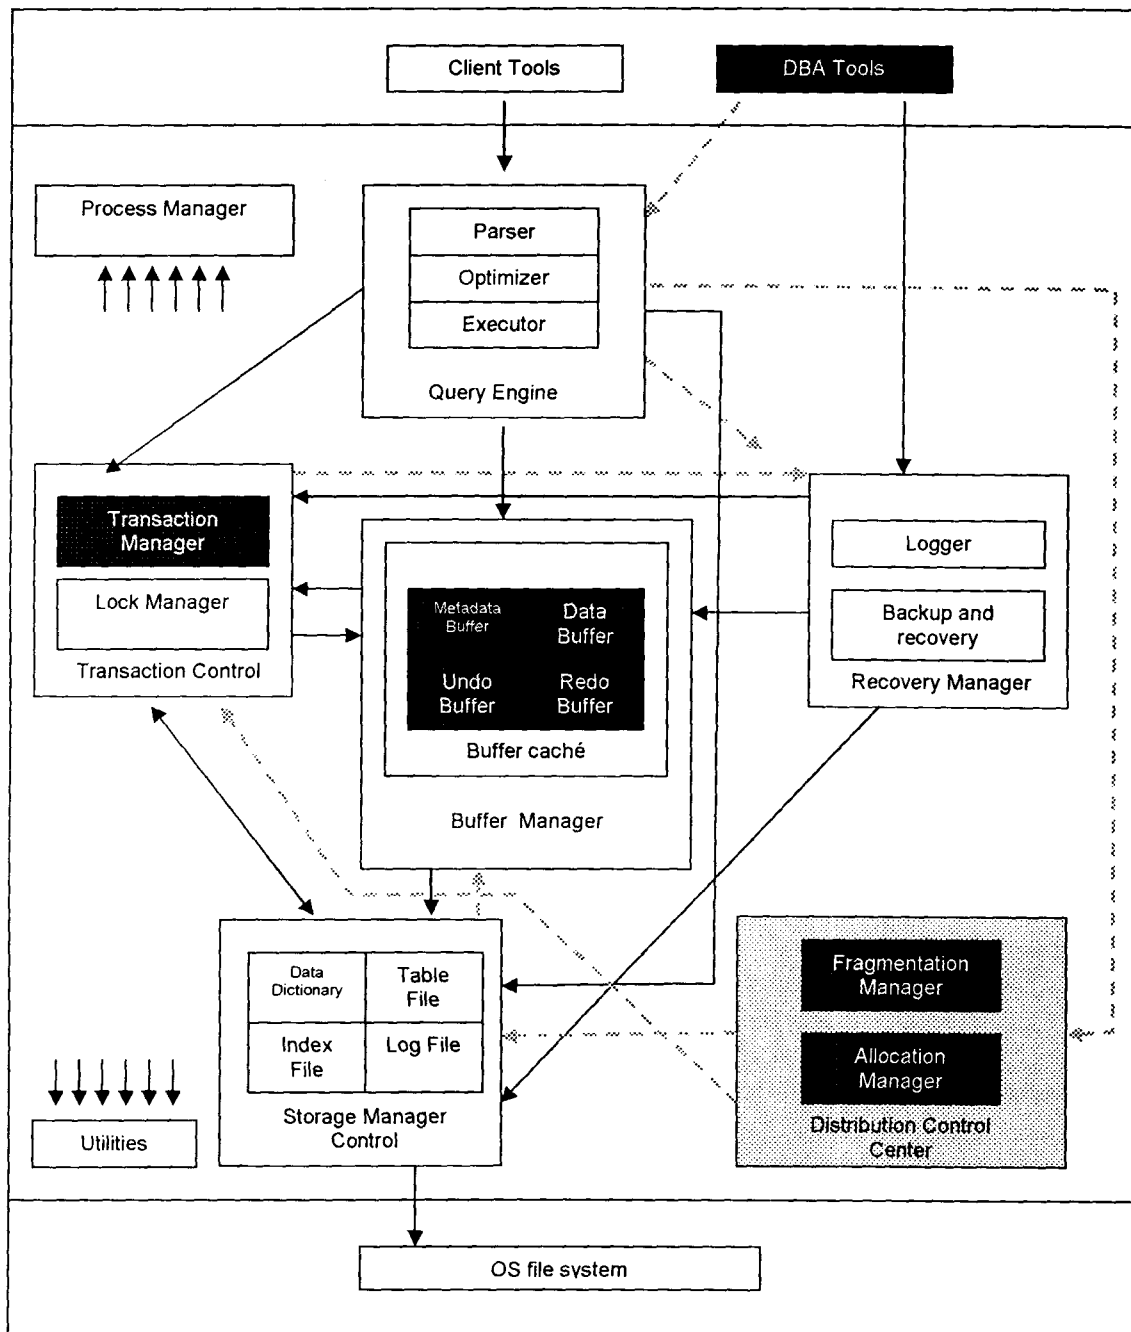 Client Tools
DBA Tools
Process Manager
Parser
Optimizer
Executor
Query Engine
Transaction
Manager
Lock Manager
Transaction Control
Metadata
Buffer
Data
Buffer
Undo
Buffer
Redo
Buffer
Buffer caché
Buffer Manager
Logger
Backup and
recovery
Recovery Manager
Data
Dictionary
Table
File
Index
File
Log File
Storage Manager
Control
Fragmentation
Manager
Allocation
Manager
Distribution Control
Center
Utilities
OS file system